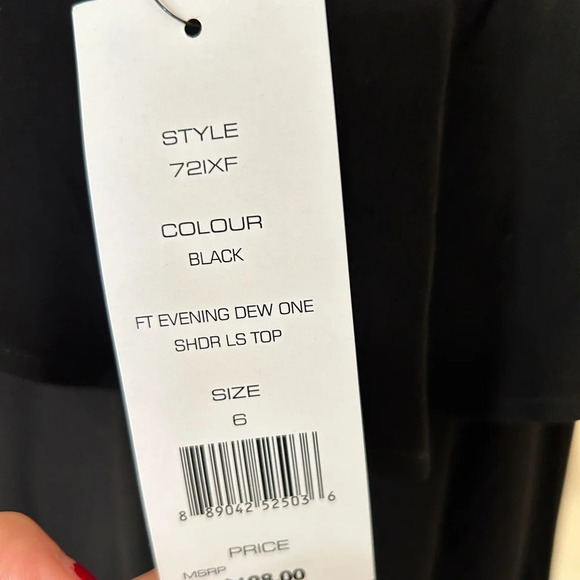 STYLE
72IXF
COLOUR
BLACK
FT EVENING DEW ONE
SHDR LS TOP
SIZE
6
8 89042 52503 6
PRICE
MSRP